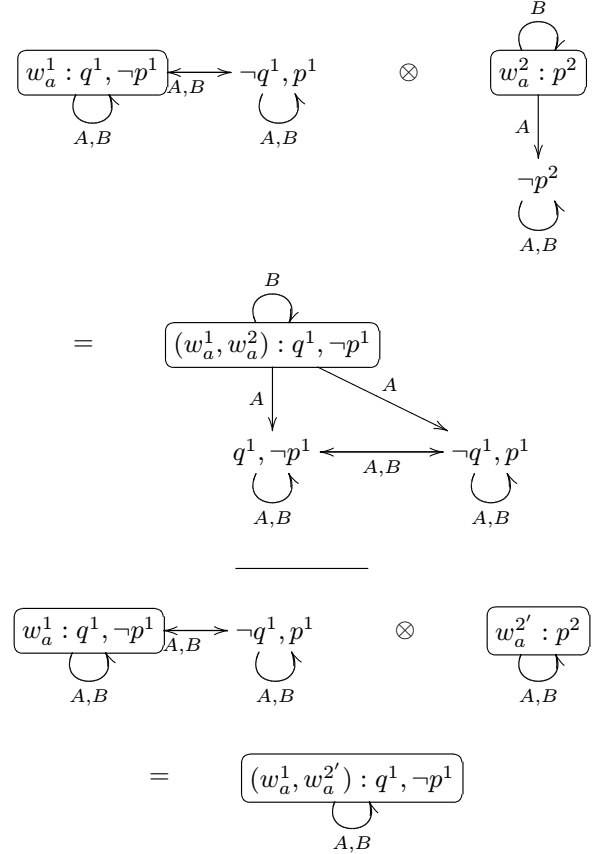 B
w_a^1 : q^1, ¬p^1 A,B ¬q^1, p^1 ⊗ w_a^2 : p^2
A,B A,B A
¬p^2
A,B
B
= (w_a^1, w_a^2) : q^1, ¬p^1
A A
q^1, ¬p^1 A,B ¬q^1, p^1
A,B A,B
w_a^1 : q^1, ¬p^1 A,B ¬q^1, p^1 ⊗ w_a^{2'} : p^2
A,B A,B A,B
= (w_a^1, w_a^{2'}) : q^1, ¬p^1
A,B